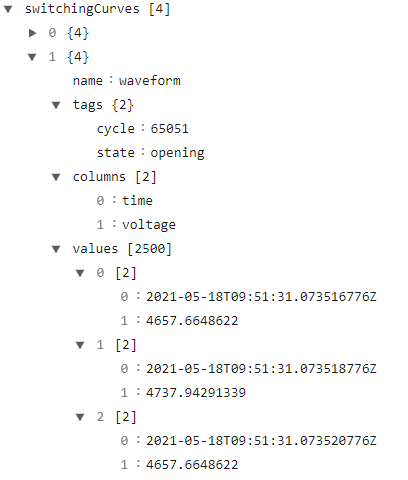 switchingCurves [4]
0 {4}
1 {4}
name : waveform
tags {2}
cycle : 65051
state : opening
columns [2]
0 : time
1 : voltage
values [2500]
0 [2]
0 : 2021-05-18T09:51:31.073516776Z
1 : 4657.6648622
1 [2]
0 : 2021-05-18T09:51:31.073518776Z
1 : 4737.94291339
2 [2]
0 : 2021-05-18T09:51:31.073520776Z
1 : 4657.6648622